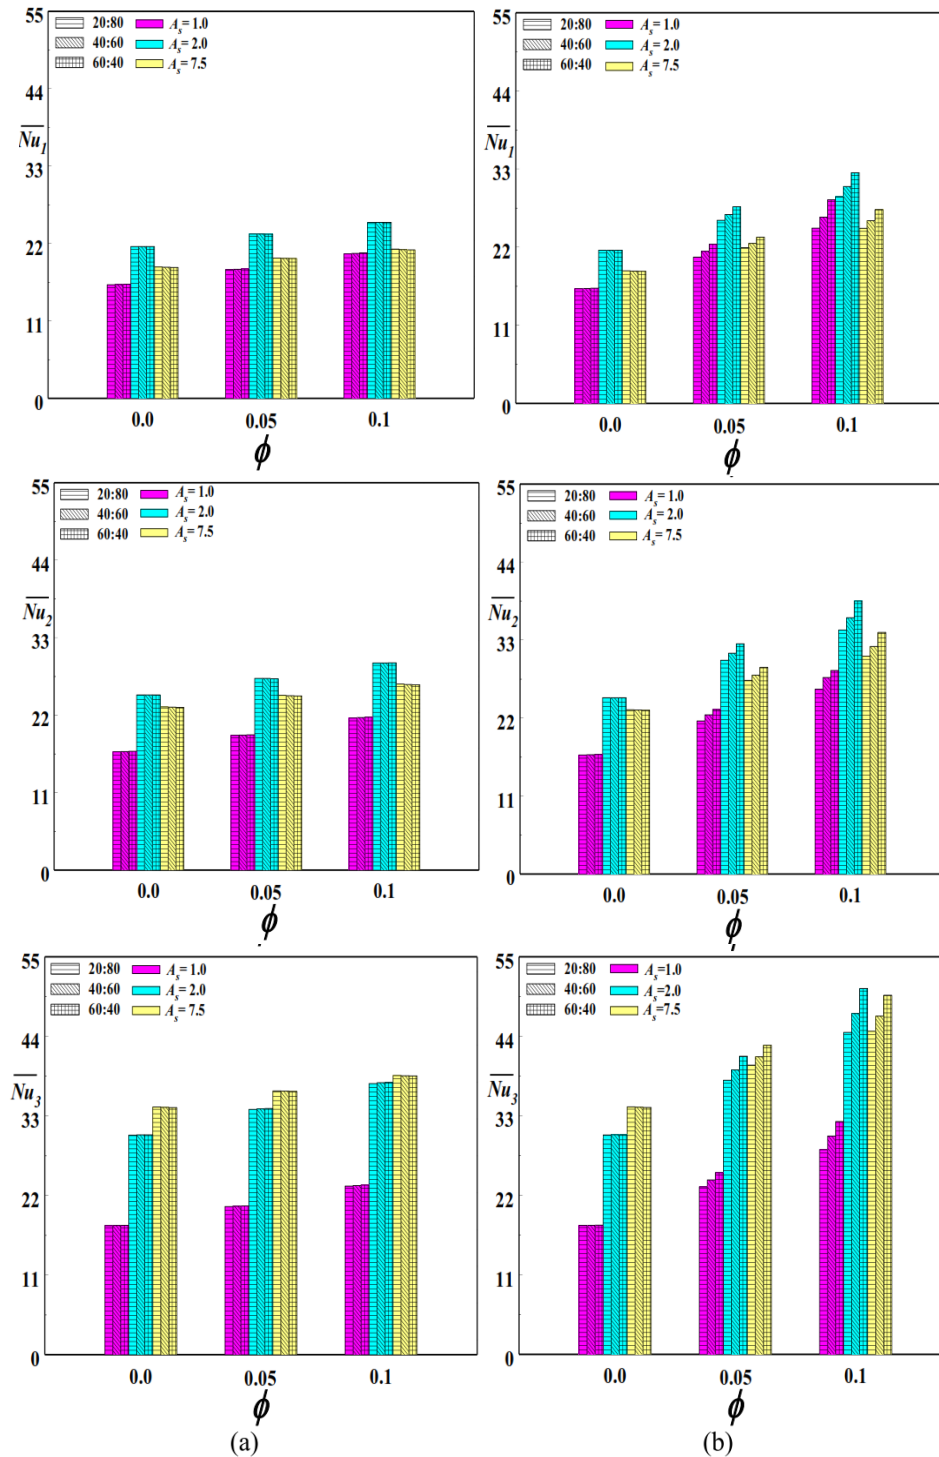 55
20:80 A_s = 1.0
40:60 A_s = 2.0
60:40 A_s = 7.5
44
Nu_1
33
22
11
0
0.0 0.05 0.1
ϕ
55
20:80 A_s = 1.0
40:60 A_s = 2.0
60:40 A_s = 7.5
44
Nu_1
33
22
11
0
0.0 0.05 0.1
ϕ
55
20:80 A_s = 1.0
40:60 A_s = 2.0
60:40 A_s = 7.5
44
Nu_2
33
22
11
0
0.0 0.05 0.1
ϕ
55
20:80 A_s = 1.0
40:60 A_s = 2.0
60:40 A_s = 7.5
44
Nu_2
33
22
11
0
0.0 0.05 0.1
ϕ
55
20:80 A_s = 1.0
40:60 A_s = 2.0
60:40 A_s = 7.5
44
Nu_3
33
22
11
0
0.0 0.05 0.1
ϕ
(a)
55
20:80 A_s =1.0
40:60 A_s =2.0
60:40 A_s =7.5
44
Nu_3
33
22
11
0
0.0 0.05 0.1
ϕ
(b)